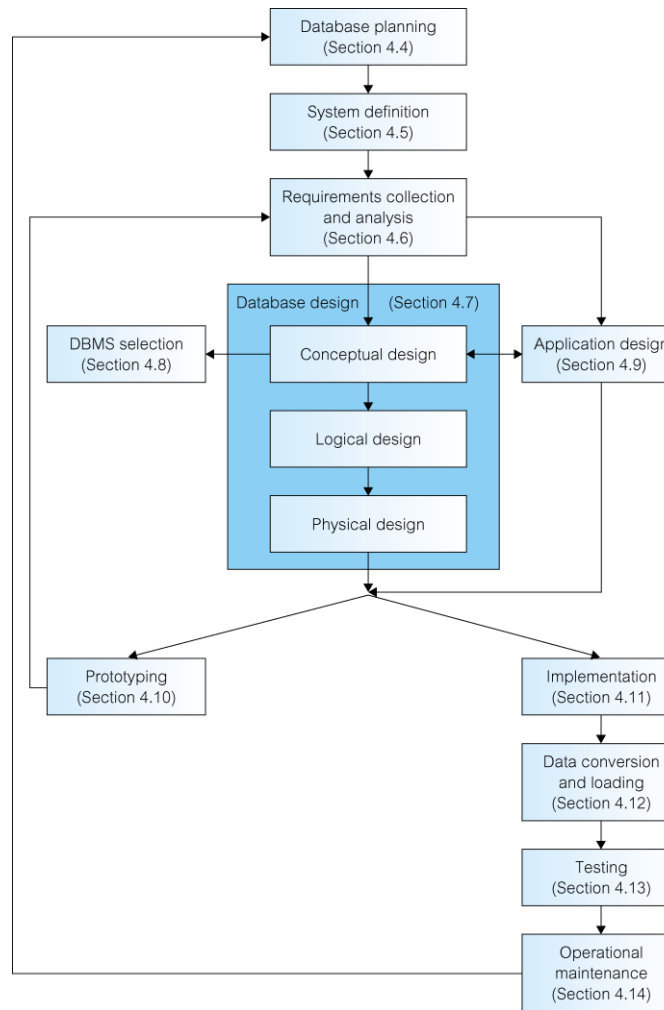 Database planning
(Section 4.4)
System definition
(Section 4.5)
Requirements collection
and analysis
(Section 4.6)
Database design (Section 4.7)
DBMS selection
(Section 4.8)
Conceptual design
Application design
(Section 4.9)
Logical design
Physical design
Prototyping
(Section 4.10)
Implementation
(Section 4.11)
Data conversion
and loading
(Section 4.12)
Testing
(Section 4.13)
Operational
maintenance
(Section 4.14)